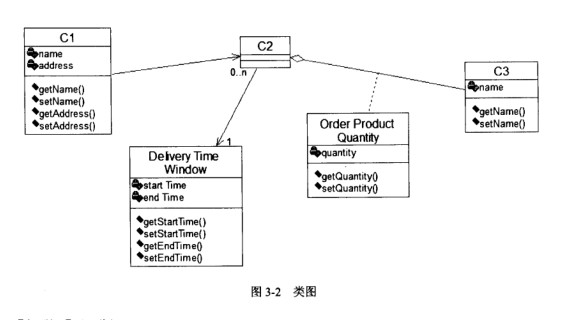 C1
name
address
getName()
setName()
getAddress()
setAddress()
C2
0..n
C3
name
getName()
setName()
Order Product
Quantity
quantity
getQuantity()
setQuantity()
1
Delivery Time
Window
start Time
end Time
getStartTime()
setStartTime()
getEndTime()
setEndTime()
图 3-2 类图